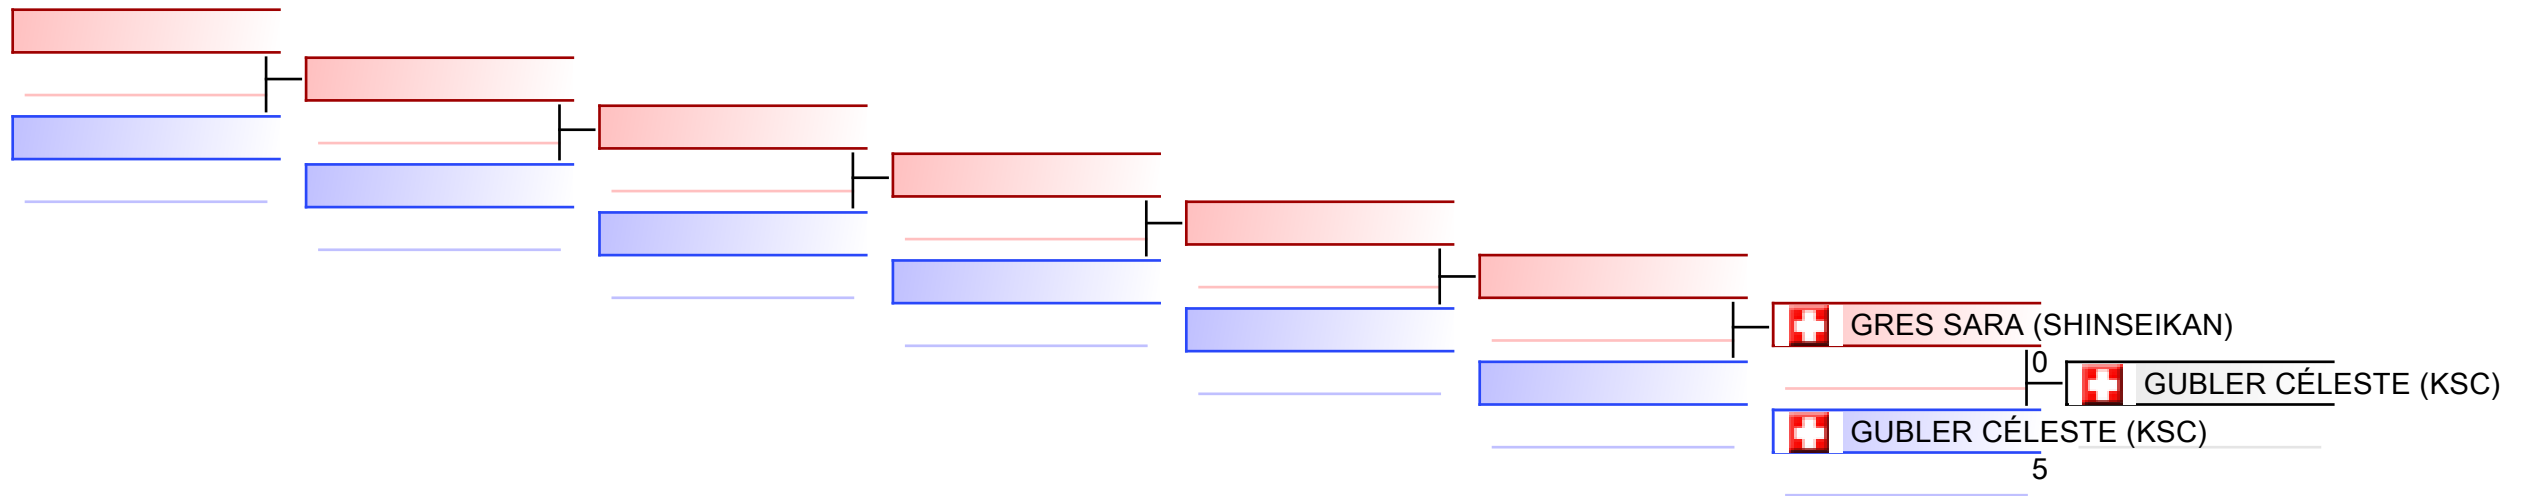 GRES SARA (SHINSEIKAN)
0
GUBLER CÉLESTE (KSC)
GUBLER CÉLESTE (KSC)
5